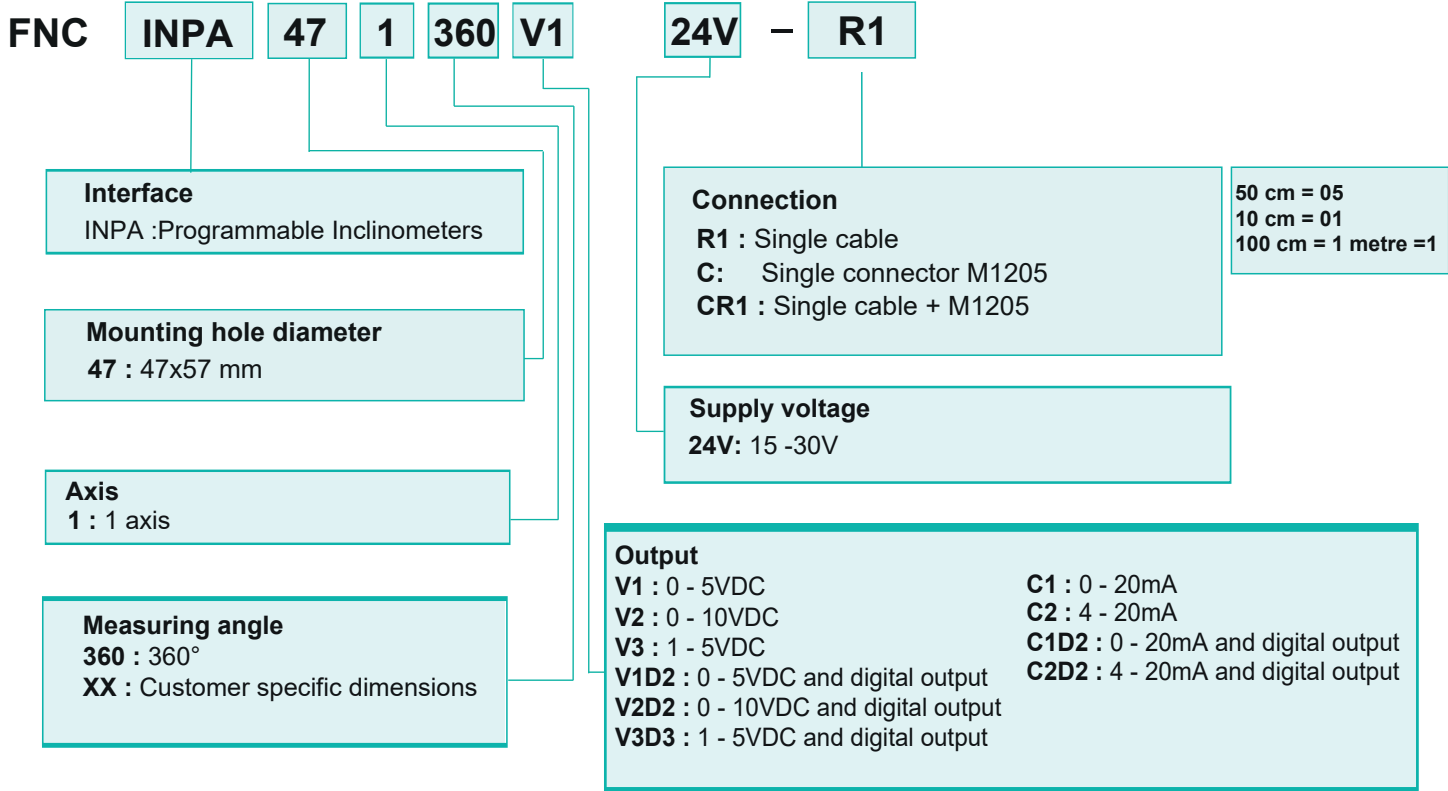 FNC INPA 47 1 360 V1 24V – R1
Interface
INPA :Programmable Inclinometers
Mounting hole diameter
47 : 47x57 mm
Axis
1 : 1 axis
Measuring angle
360 : 360°
XX : Customer specific dimensions
Connection
R1 : Single cable
C: Single connector M1205
CR1 : Single cable + M1205
50 cm = 05
10 cm = 01
100 cm = 1 metre =1
Supply voltage
24V: 15 -30V
Output
V1 : 0 - 5VDC
V2 : 0 - 10VDC
V3 : 1 - 5VDC
V1D2 : 0 - 5VDC and digital output
V2D2 : 0 - 10VDC and digital output
V3D3 : 1 - 5VDC and digital output
C1 : 0 - 20mA
C2 : 4 - 20mA
C1D2 : 0 - 20mA and digital output
C2D2 : 4 - 20mA and digital output